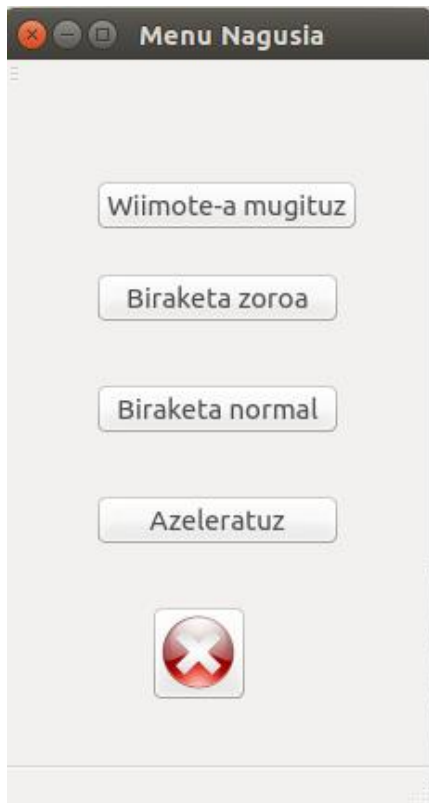 Menu Nagusia
Wiimote-a mugituz
Biraketa zoroa
Biraketa normal
Azeleratuz